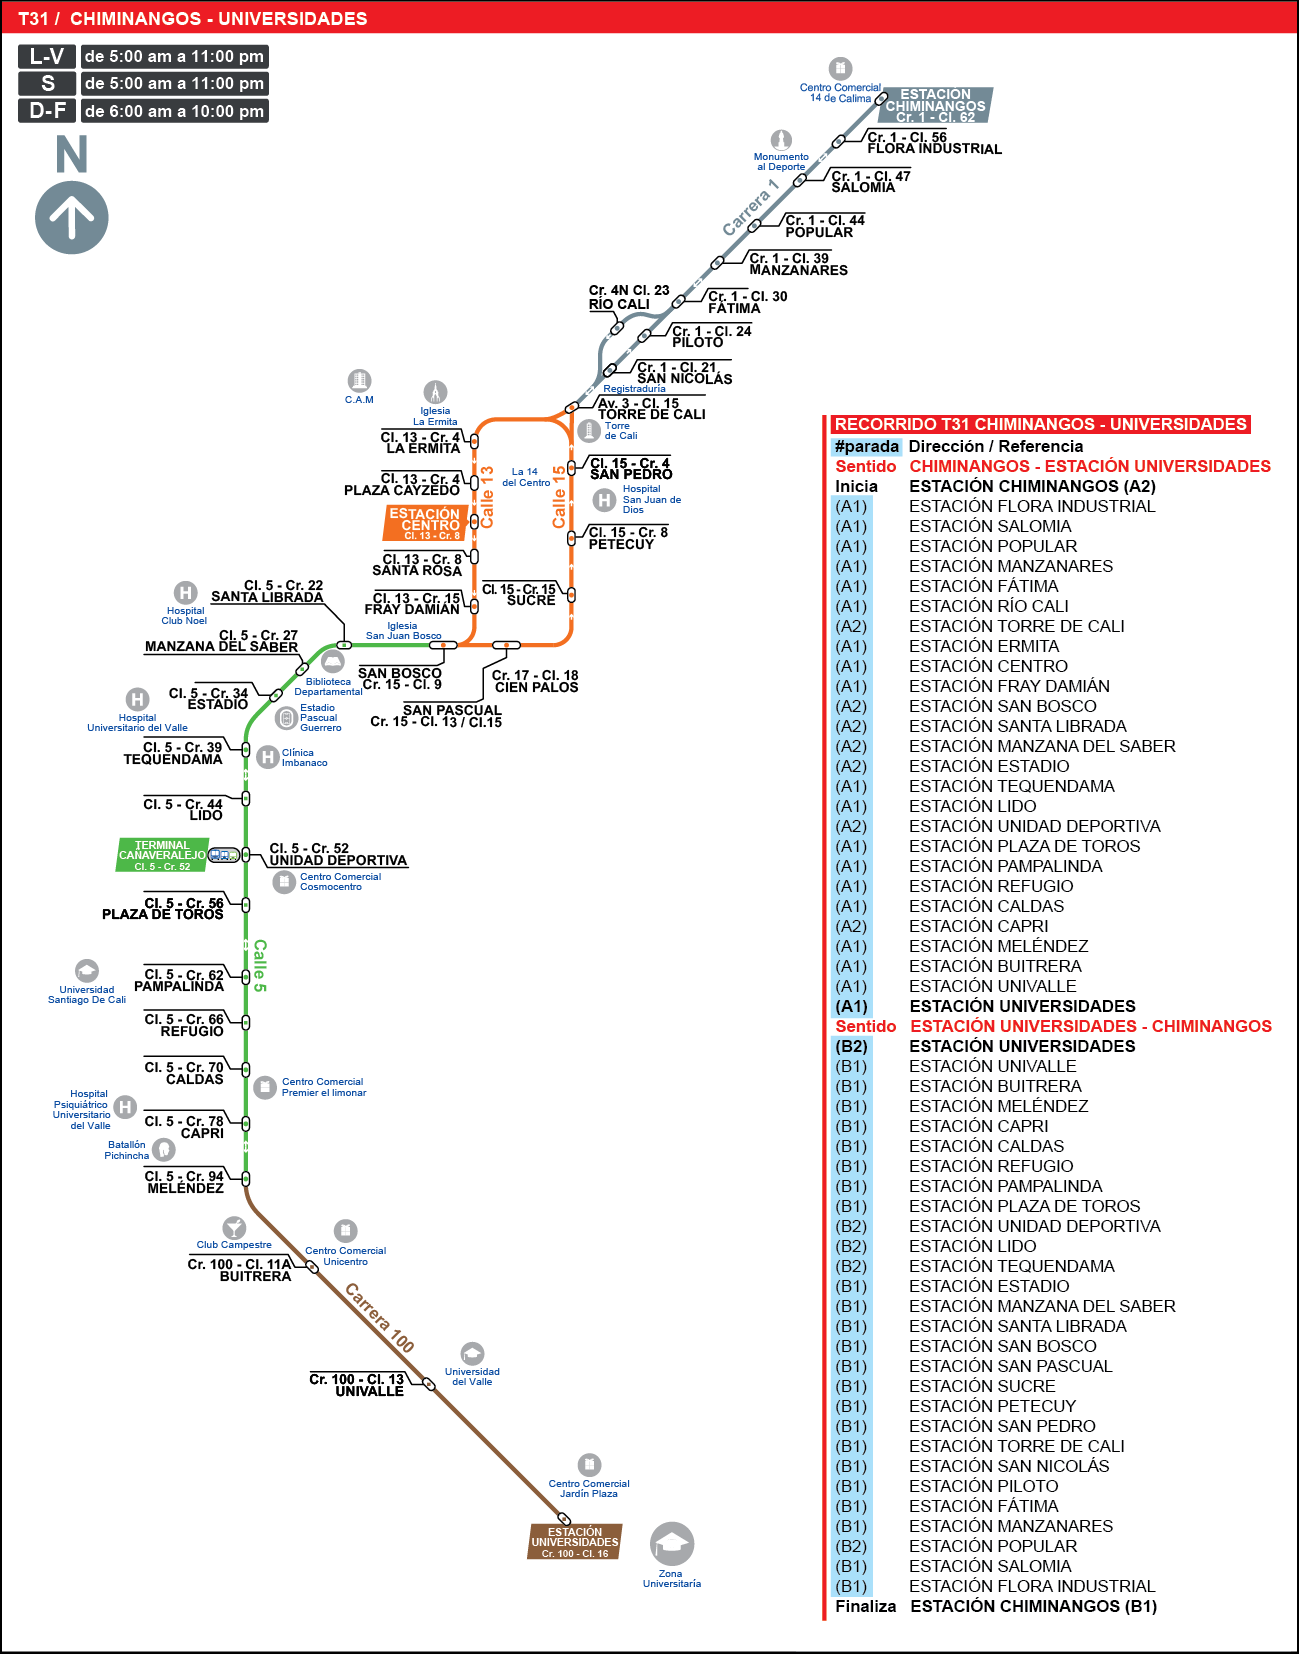 T31 / CHIMINANGOS - UNIVERSIDADES
L-V de 5:00 am a 11:00 pm
S de 5:00 am a 11:00 pm
D-F de 6:00 am a 10:00 pm
N
Centro Comercial
14 de Calima
ESTACIÓN
CHIMINANGOS
Cr. 1 - Cl. 62
Cr. 1 - Cl. 56
FLORA INDUSTRIAL
Monumento
al Deporte
Cr. 1 - Cl. 47
SALOMIA
Carrera 1
Cr. 1 - Cl. 44
POPULAR
Cr. 1 - Cl. 39
MANZANARES
Cr. 4N Cl. 23
RÍO CALI
Cr. 1 - Cl. 30
FÁTIMA
Cr. 1 - Cl. 24
PILOTO
Cr. 1 - Cl. 21
SAN NICOLÁS
Registraduría
Av. 3 - Cl. 15
TORRE DE CALI
Torre
de Cali
C.A.M
Iglesia
La Ermita
Cl. 13 - Cr. 4
LA ERMITA
Cl. 13 - Cr. 4
PLAZA CAYZEDO
Calle 13
La 14
del Centro
Calle 15
Cl. 15 - Cr. 4
SAN PEDRO
H
Hospital
San Juan de
Dios
ESTACIÓN
CENTRO
Cl. 13 - Cr. 8
Cl. 15 - Cr. 8
PETECUY
Cl. 13 - Cr. 8
SANTA ROSA
Cl. 15 - Cr. 15
SUCRE
Cl. 13 - Cr. 15
FRAY DAMIÁN
H
Hospital
Club Noel
Cl. 5 - Cr. 22
SANTA LIBRADA
Iglesia
San Juan Bosco
Cl. 5 - Cr. 27
MANZANA DEL SABER
SAN BOSCO
Cr. 15 - Cl. 9
Cr. 17 - Cl. 18
CIEN PALOS
SAN PASCUAL
Cr. 15 - Cl. 13 / Cl.15
Biblioteca
Departamental
Cl. 5 - Cr. 34
ESTADIO
Estadio
Pascual
Guerrero
H
Hospital
Universitario del Valle
Cl. 5 - Cr. 39
TEQUENDAMA
H
Clínica
Imbanaco
Cl. 5 - Cr. 44
LIDO
TERMINAL
CAÑAVERALEJO
Cl. 5 - Cr. 52
Cl. 5 - Cr. 52
UNIDAD DEPORTIVA
Centro Comercial
Cosmocentro
Cl. 5 - Cr. 56
PLAZA DE TOROS
Calle 5
Universidad
Santiago De Cali
Cl. 5 - Cr. 62
PAMPALINDA
Cl. 5 - Cr. 66
REFUGIO
Cl. 5 - Cr. 70
CALDAS
Centro Comercial
Premier el limonar
Hospital
Psiquiátrico
Universitario
del Valle
H
Cl. 5 - Cr. 78
CAPRI
Batallón
Pichincha
Cl. 5 - Cr. 94
MELÉNDEZ
Club Campestre
Centro Comercial
Unicentro
Cr. 100 - Cl. 11A
BUITRERA
Carrera 100
Cr. 100 - Cl. 13
UNIVALLE
Universidad
del Valle
Centro Comercial
Jardín Plaza
ESTACIÓN
UNIVERSIDADES
Cr. 100 - Cl. 16
Zona
Universitaría
RECORRIDO T31 CHIMINANGOS - UNIVERSIDADES
#parada Dirección / Referencia
Sentido CHIMINANGOS - ESTACIÓN UNIVERSIDADES
Inicia ESTACIÓN CHIMINANGOS (A2)
(A1) ESTACIÓN FLORA INDUSTRIAL
(A1) ESTACIÓN SALOMIA
(A1) ESTACIÓN POPULAR
(A1) ESTACIÓN MANZANARES
(A1) ESTACIÓN FÁTIMA
(A1) ESTACIÓN RÍO CALI
(A2) ESTACIÓN TORRE DE CALI
(A1) ESTACIÓN ERMITA
(A1) ESTACIÓN CENTRO
(A1) ESTACIÓN FRAY DAMIÁN
(A2) ESTACIÓN SAN BOSCO
(A2) ESTACIÓN SANTA LIBRADA
(A2) ESTACIÓN MANZANA DEL SABER
(A2) ESTACIÓN ESTADIO
(A1) ESTACIÓN TEQUENDAMA
(A1) ESTACIÓN LIDO
(A2) ESTACIÓN UNIDAD DEPORTIVA
(A1) ESTACIÓN PLAZA DE TOROS
(A1) ESTACIÓN PAMPALINDA
(A1) ESTACIÓN REFUGIO
(A1) ESTACIÓN CALDAS
(A2) ESTACIÓN CAPRI
(A1) ESTACIÓN MELÉNDEZ
(A1) ESTACIÓN BUITRERA
(A1) ESTACIÓN UNIVALLE
(A1) ESTACIÓN UNIVERSIDADES
Sentido ESTACIÓN UNIVERSIDADES - CHIMINANGOS
(B2) ESTACIÓN UNIVERSIDADES
(B1) ESTACIÓN UNIVALLE
(B1) ESTACIÓN BUITRERA
(B1) ESTACIÓN MELÉNDEZ
(B1) ESTACIÓN CAPRI
(B1) ESTACIÓN CALDAS
(B1) ESTACIÓN REFUGIO
(B1) ESTACIÓN PAMPALINDA
(B1) ESTACIÓN PLAZA DE TOROS
(B2) ESTACIÓN UNIDAD DEPORTIVA
(B2) ESTACIÓN LIDO
(B2) ESTACIÓN TEQUENDAMA
(B1) ESTACIÓN ESTADIO
(B1) ESTACIÓN MANZANA DEL SABER
(B1) ESTACIÓN SANTA LIBRADA
(B1) ESTACIÓN SAN BOSCO
(B1) ESTACIÓN SAN PASCUAL
(B1) ESTACIÓN SUCRE
(B1) ESTACIÓN PETECUY
(B1) ESTACIÓN SAN PEDRO
(B1) ESTACIÓN TORRE DE CALI
(B1) ESTACIÓN SAN NICOLÁS
(B1) ESTACIÓN PILOTO
(B1) ESTACIÓN FÁTIMA
(B1) ESTACIÓN MANZANARES
(B2) ESTACIÓN POPULAR
(B1) ESTACIÓN SALOMIA
(B1) ESTACIÓN FLORA INDUSTRIAL
Finaliza ESTACIÓN CHIMINANGOS (B1)